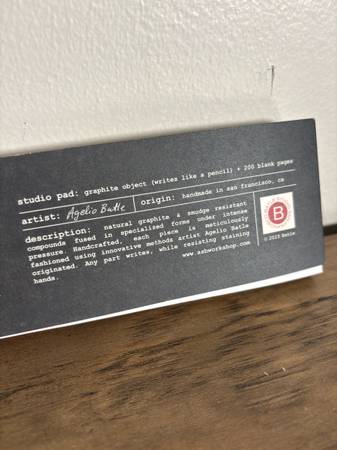 studio pad: graphite object (writes like a pencil) + 200 blank pages
artist: Agelio Batle
origin: handmade in san francisco, ca
description: natural graphite & smudge resistant
compounds fused in specialized forms under intense
pressure. Handcrafted, each piece is meticulously
fashioned using innovative methods artist Agelio Batle
originated. Any part writes, while resisting staining
hands.
www.asbworkshop.com
B
© 2023 Batle